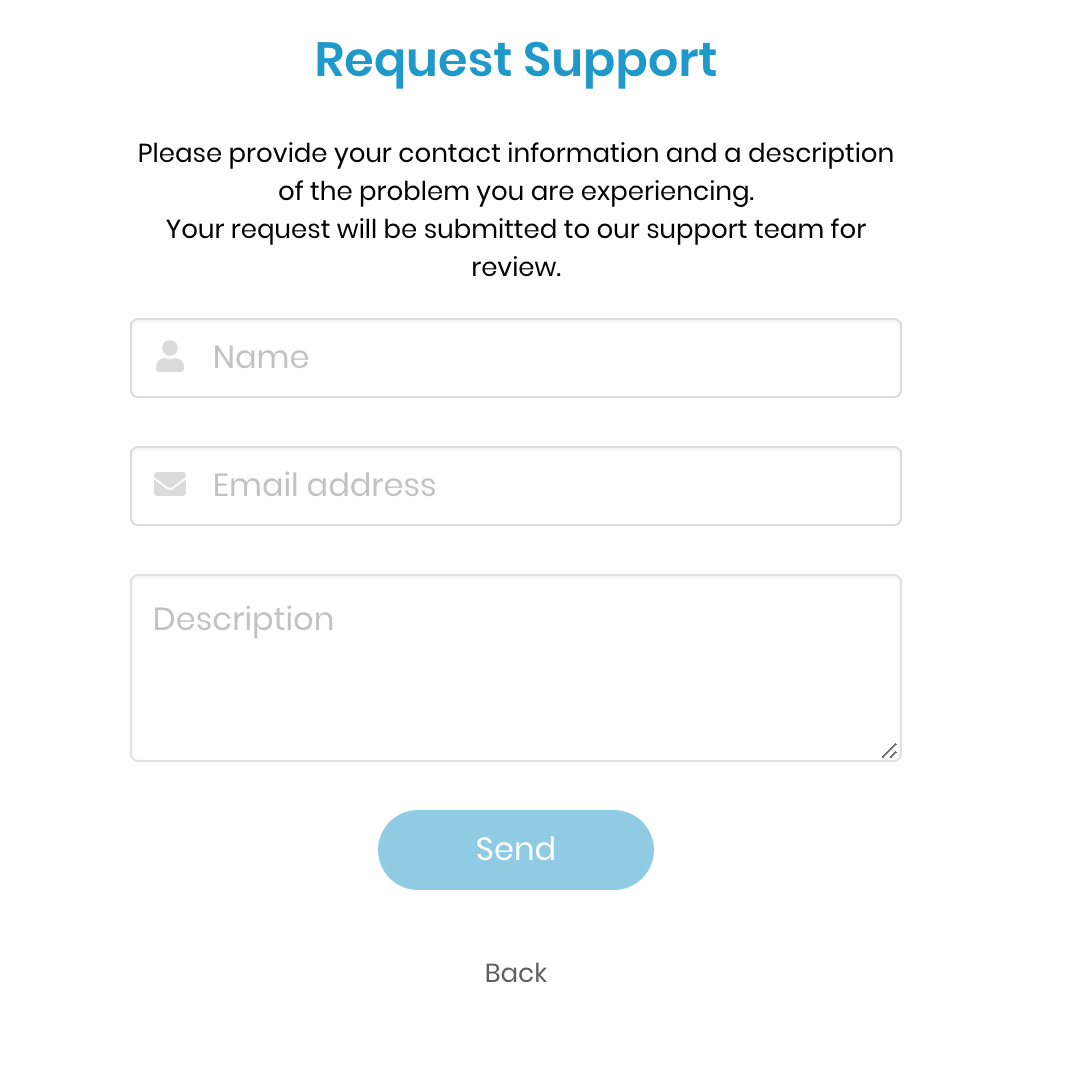 Request Support
Please provide your contact information and a description
of the problem you are experiencing.
Your request will be submitted to our support team for
review.
Name
Email address
Description
Send
Back